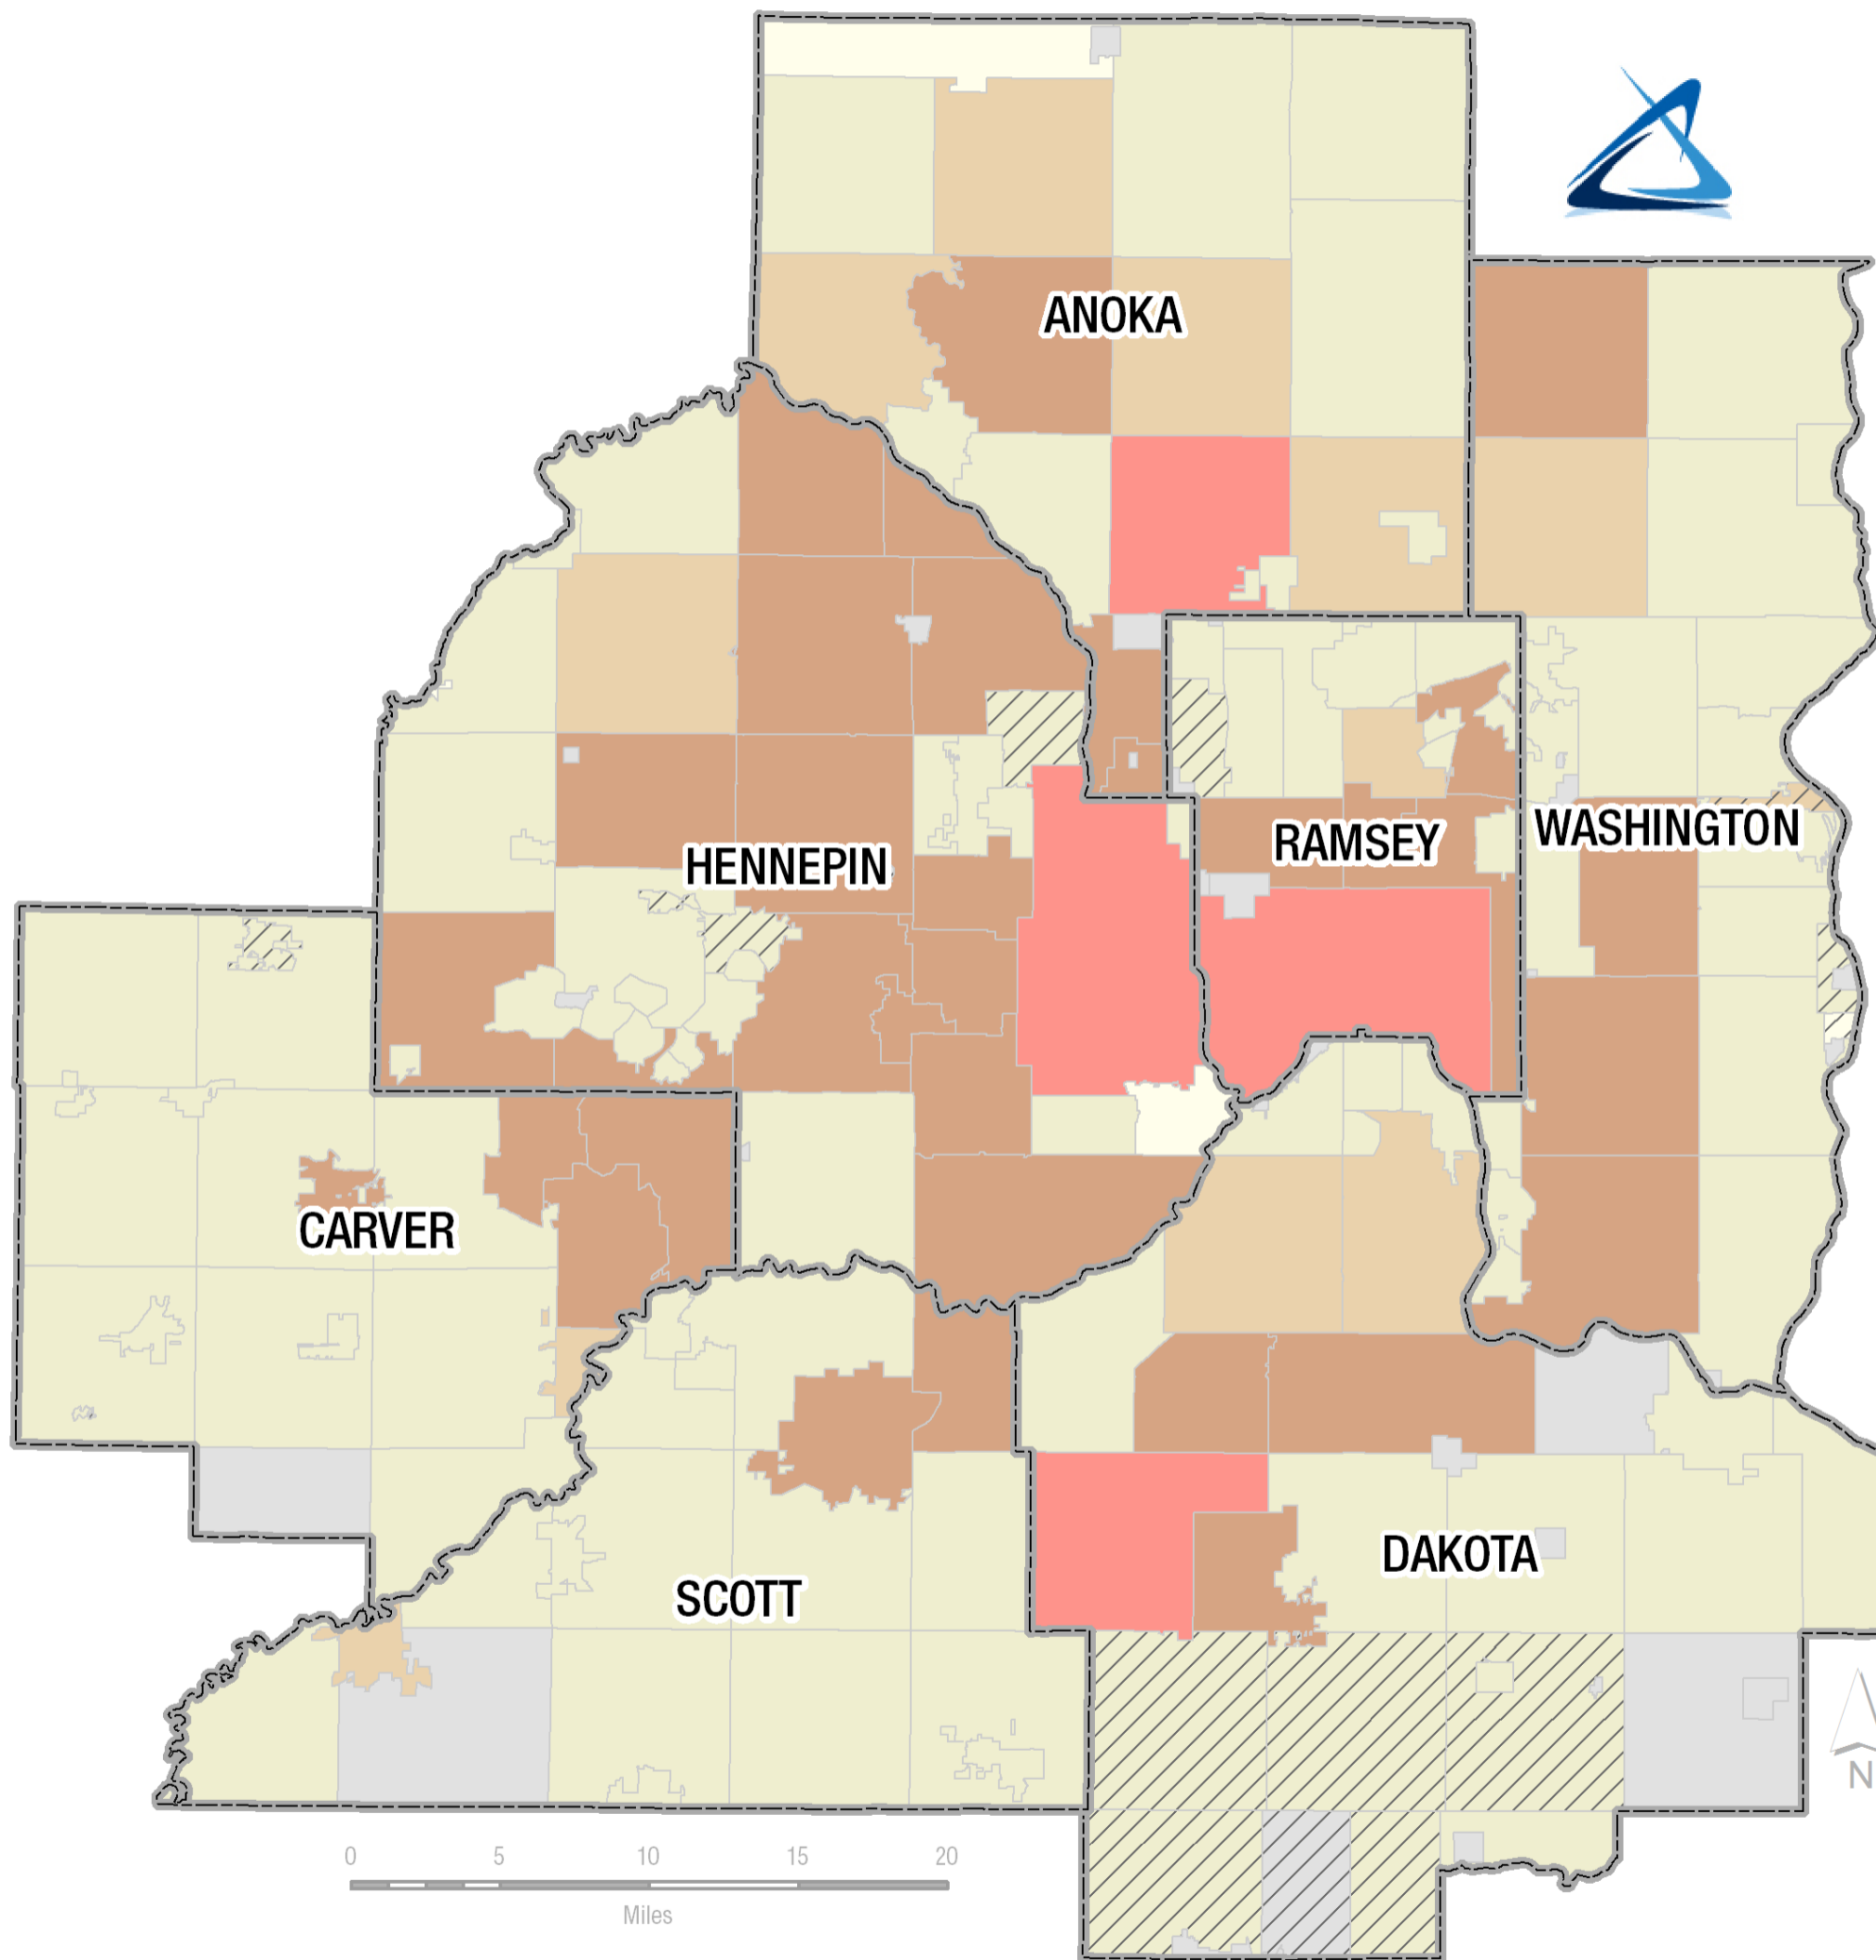 ANOKA
RAMSEY
WASHINGTON
HENNEPIN
CARVER
DAKOTA
SCOTT
N
0 5 10 15 20
Miles